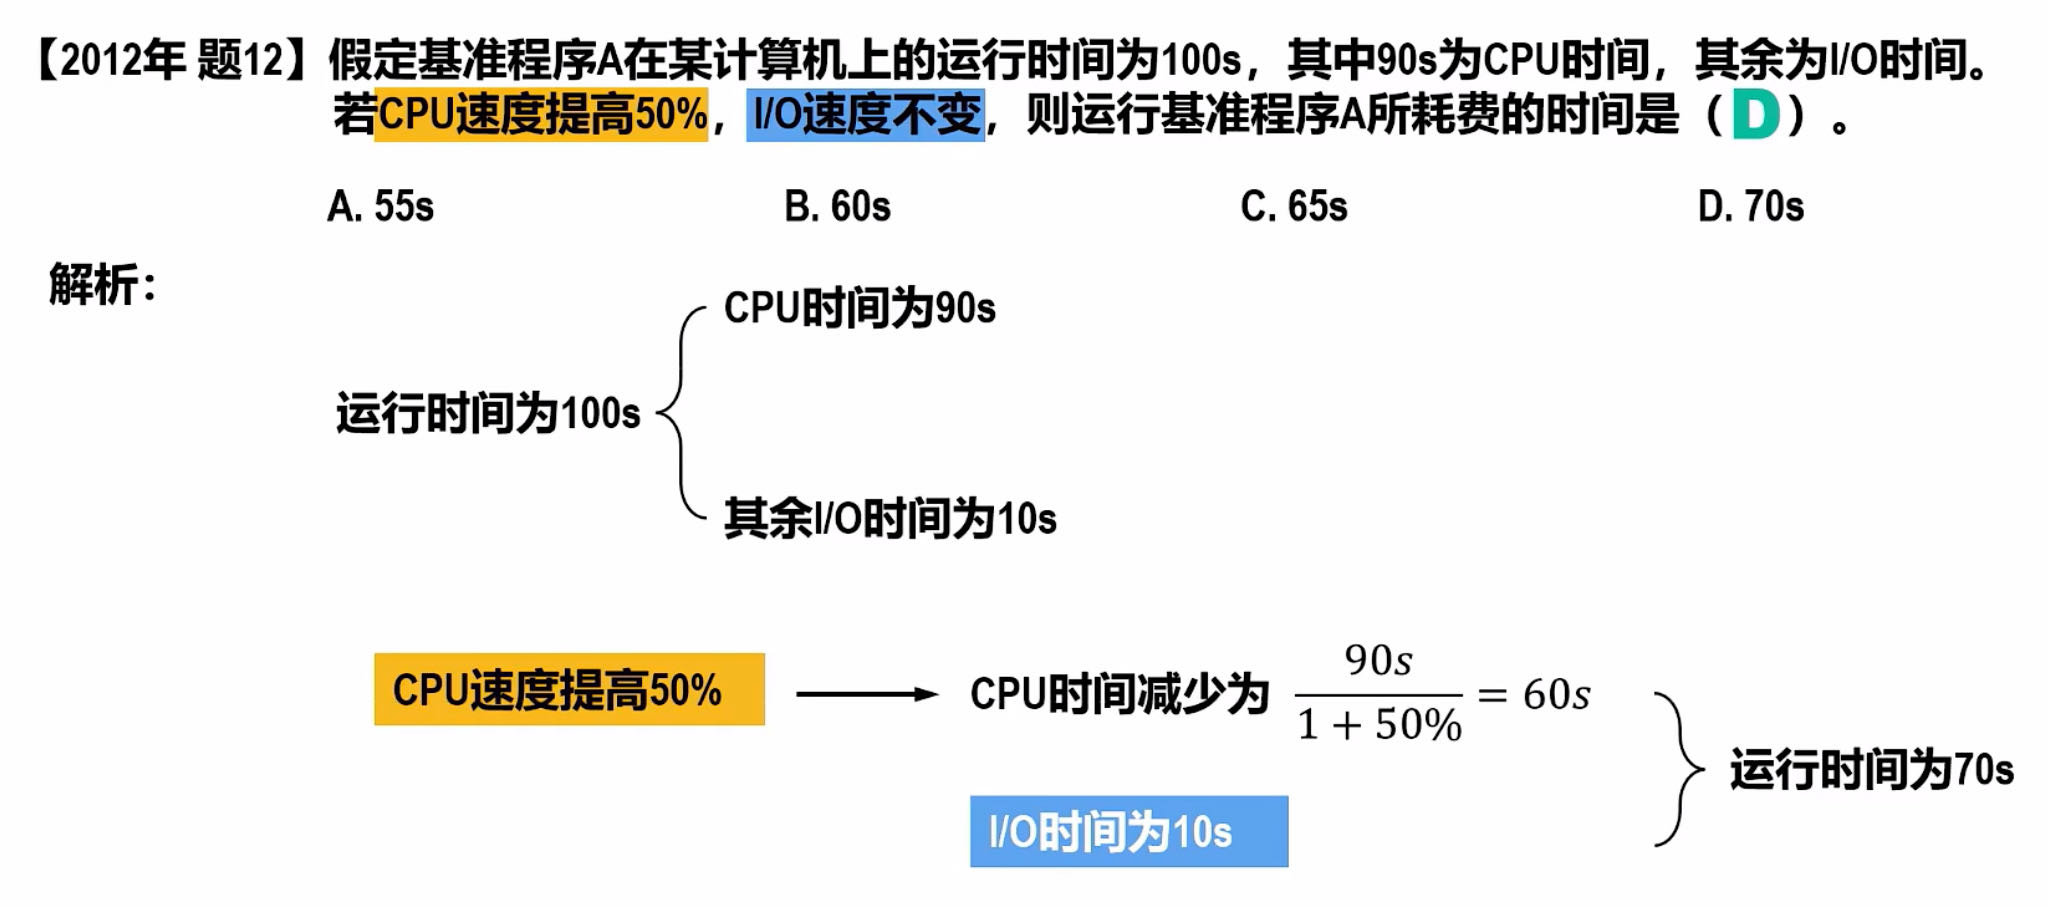 【2012年 题12】假定基准程序A在某计算机上的运行时间为100s，其中90s为CPU时间，其余为I/O时间。
若CPU速度提高50%，I/O速度不变，则运行基准程序A所耗费的时间是（D）。
A. 55s B. 60s C. 65s D. 70s
解析：
CPU时间为90s
运行时间为100s
其余I/O时间为10s
CPU速度提高50% CPU时间减少为 90s / 1 + 50% = 60s
运行时间为70s
I/O时间为10s